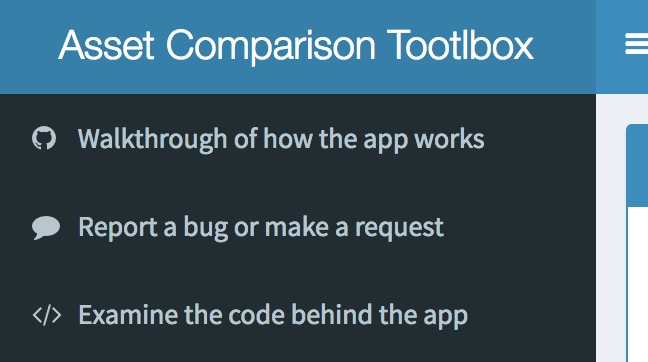 Asset Comparison Tootlbox
Walkthrough of how the app works
Report a bug or make a request
Examine the code behind the app